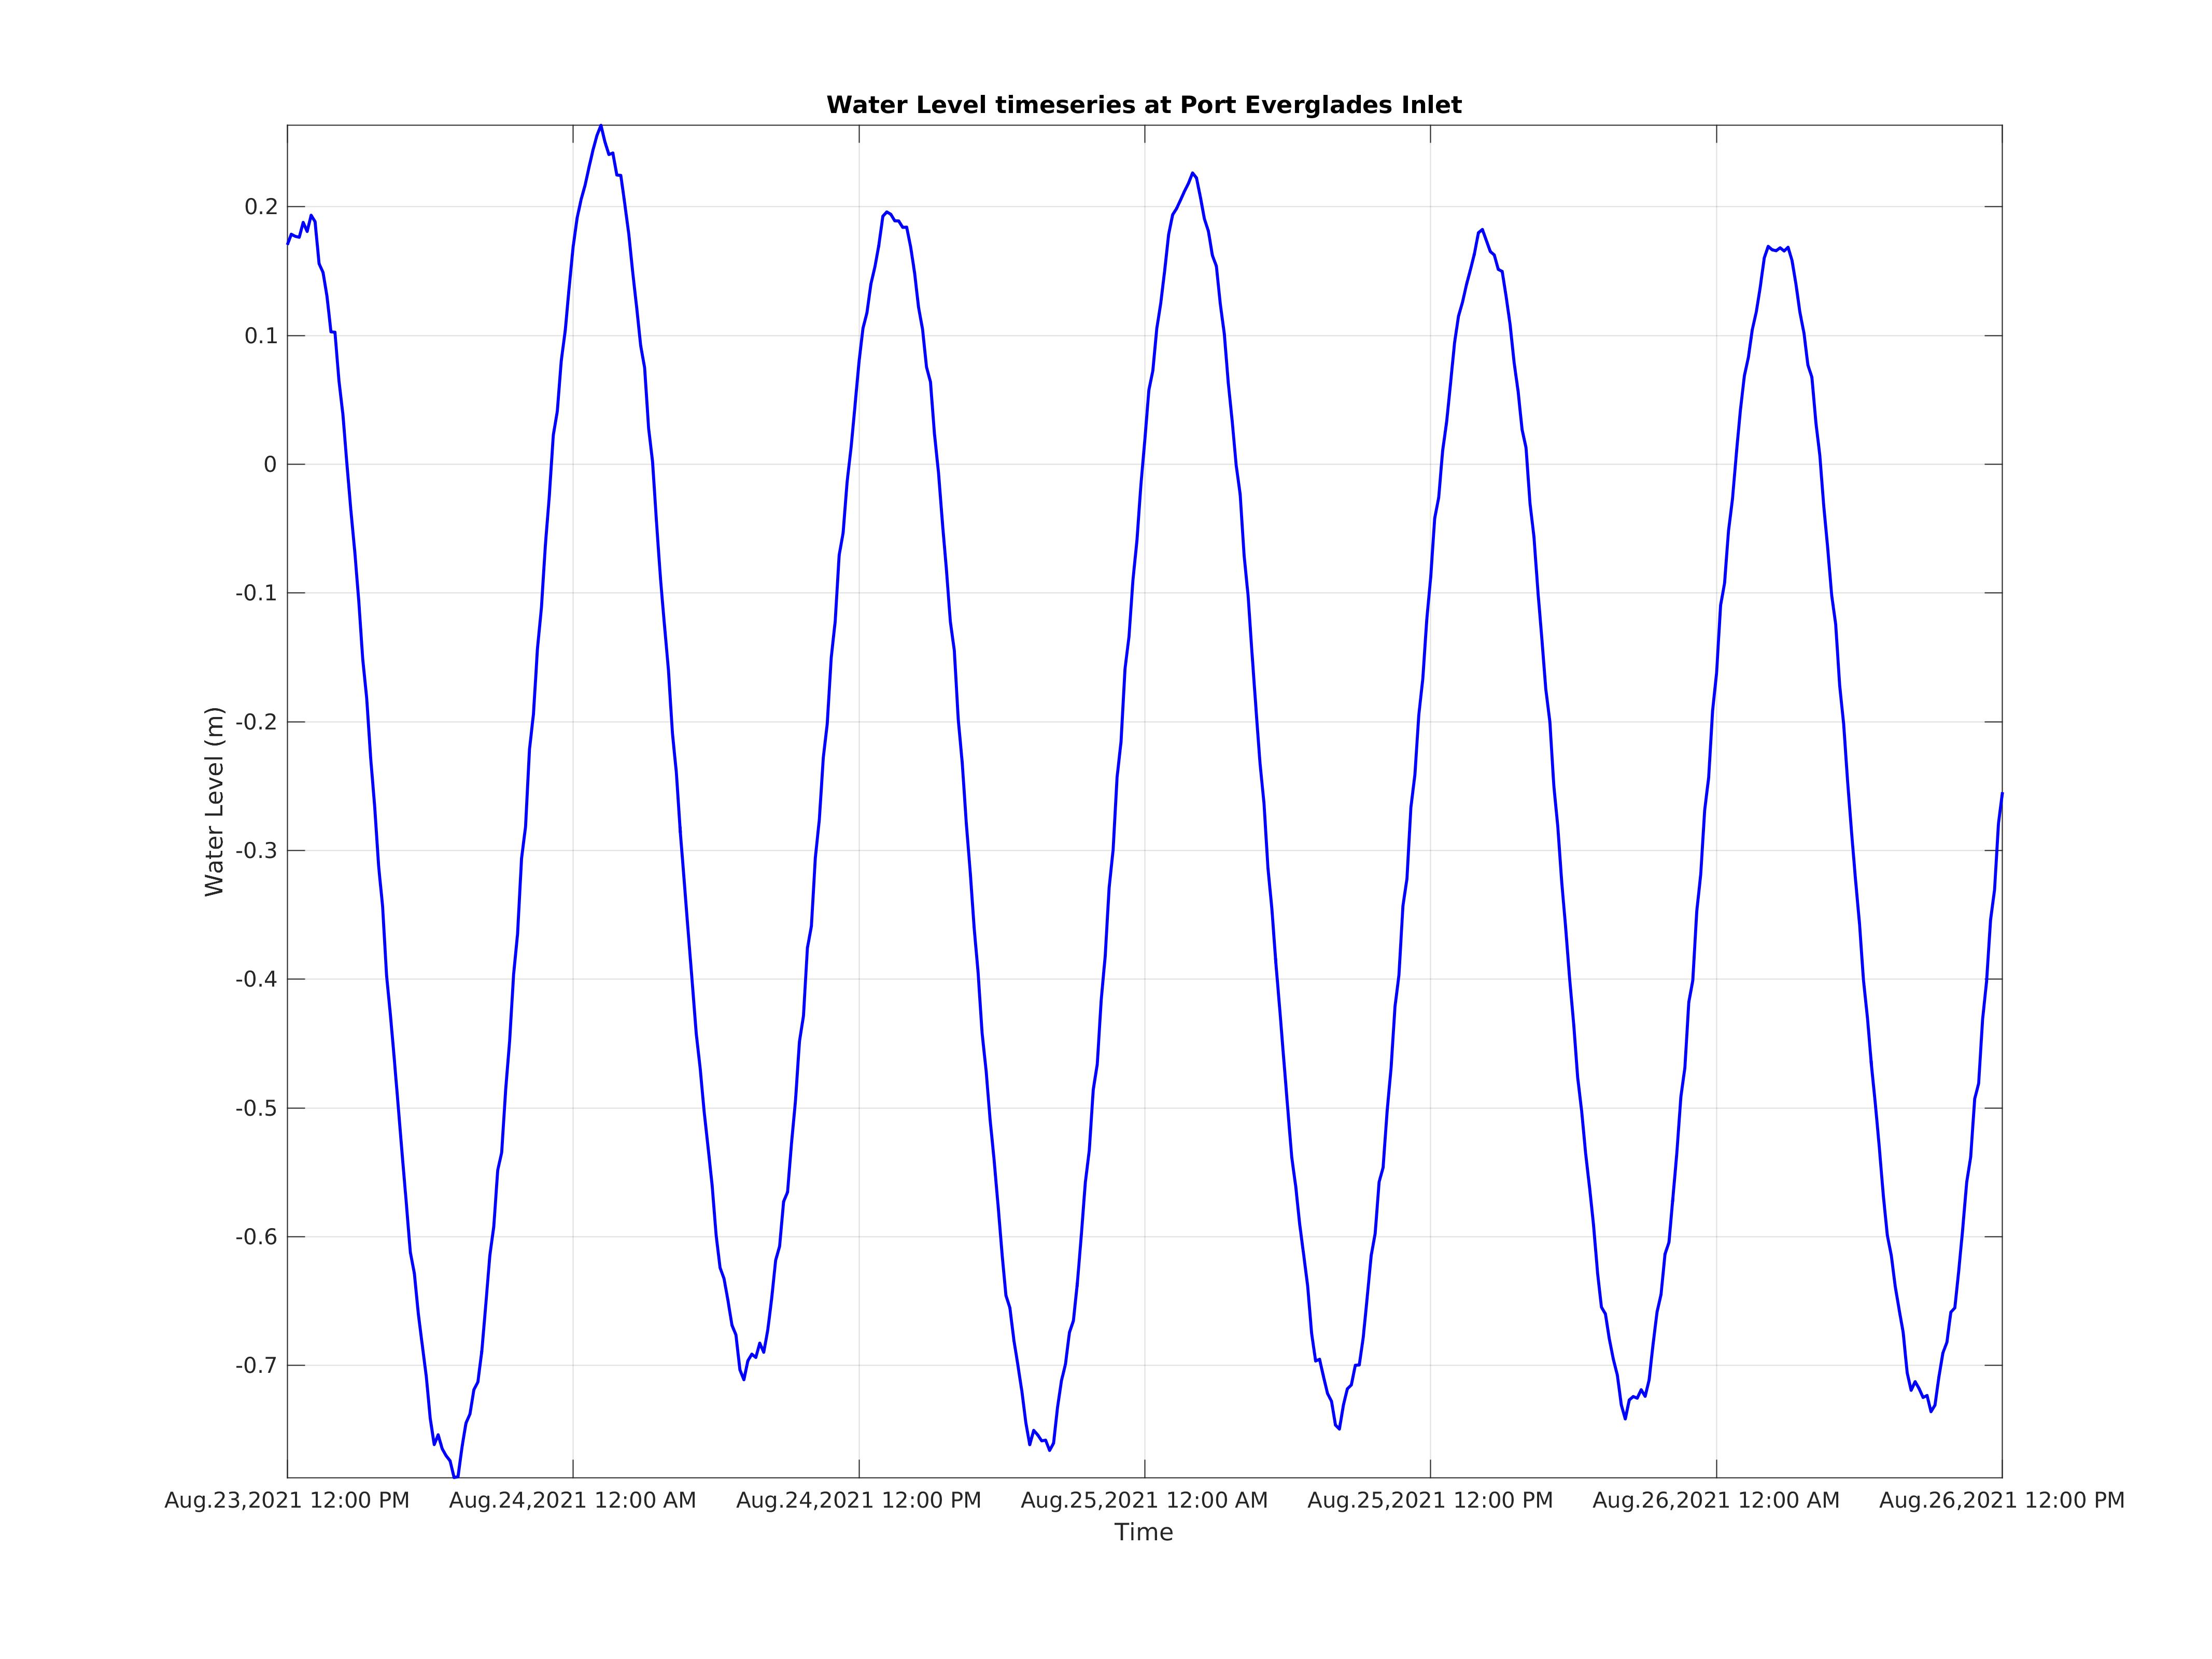 Water Level timeseries at Port Everglades Inlet
0.2
0.1
0
-0.1
-0.2
-0.3
-0.4
-0.5
-0.6
-0.7
Water Level (m)
Aug.23,2021 12:00 PM Aug.24,2021 12:00 AM Aug.24,2021 12:00 PM Aug.25,2021 12:00 AM Aug.25,2021 12:00 PM Aug.26,2021 12:00 AM Aug.26,2021 12:00 PM
Time